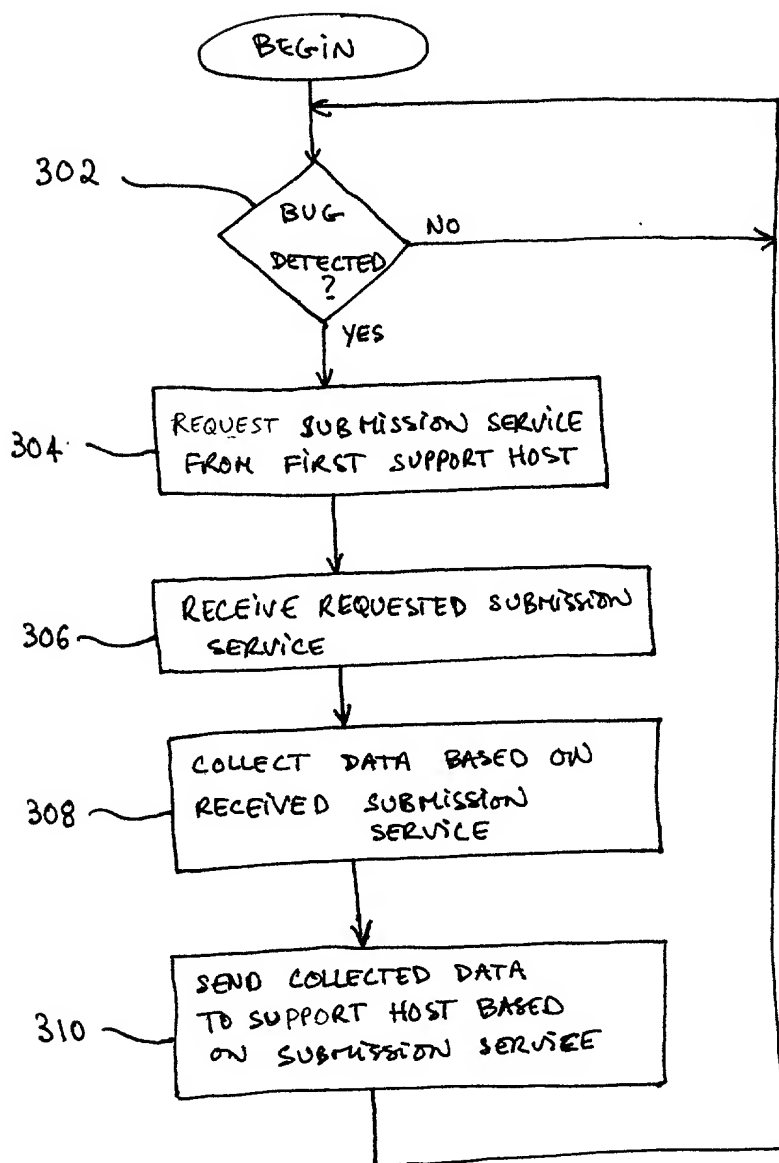 BEGIN
302
BUG
DETECTED
?
NO
YES
304
REQUEST SUBMISSION SERVICE
FROM FIRST SUPPORT HOST
306
RECEIVE REQUESTED SUBMISSION
SERVICE
308
COLLECT DATA BASED ON
RECEIVED SUBMISSION
SERVICE
310
SEND COLLECTED DATA
TO SUPPORT HOST BASED
ON SUBMISSION SERVICE